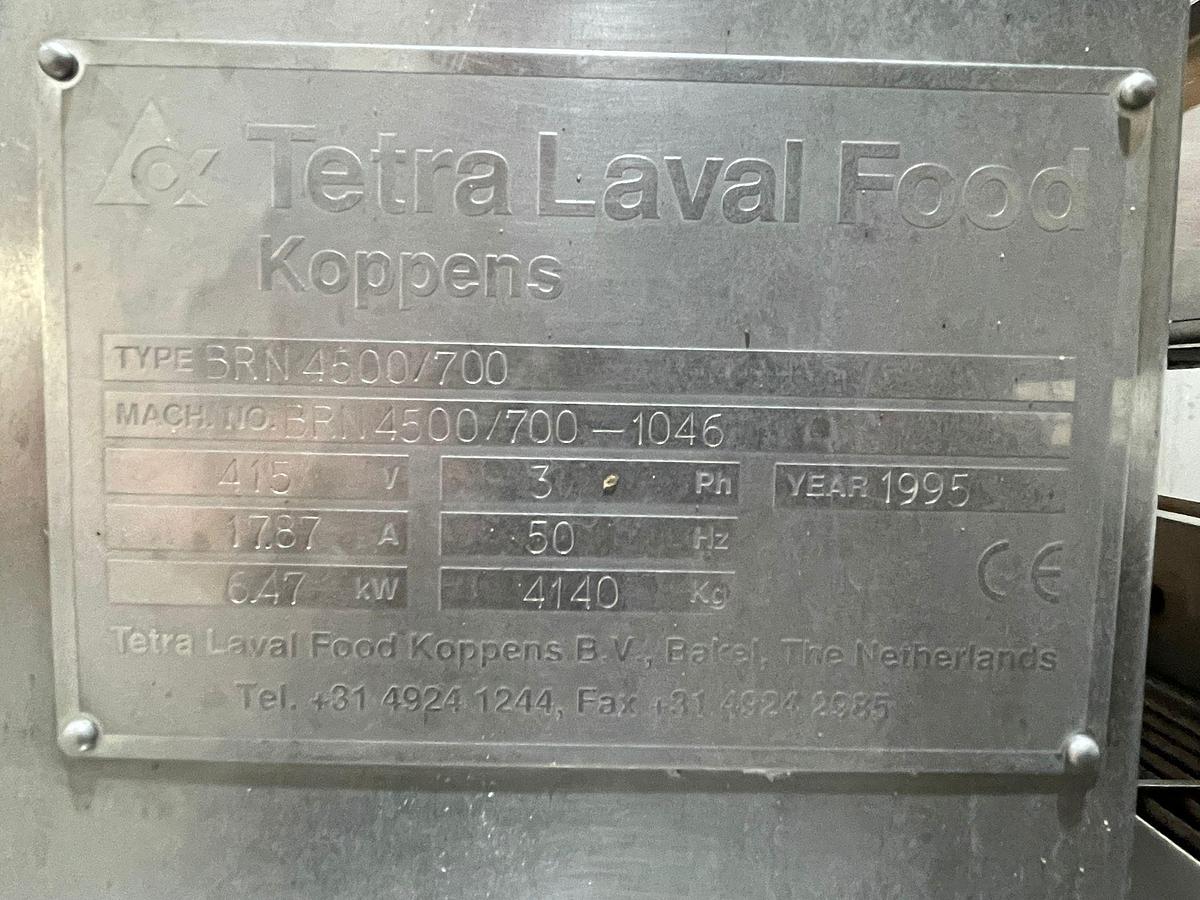 Tetra Laval Food
Koppens
TYPE BRN 4500/700
MACH. NO. BRN 4500/700 – 1046
415 V 3 Ph YEAR 1995
17.87 A 50 Hz
6.47 kW 4140 Kg
CE
Tetra Laval Food Koppens B.V., Bakel, The Netherlands
Tel. +31 4924 1244, Fax +31 4924 2985